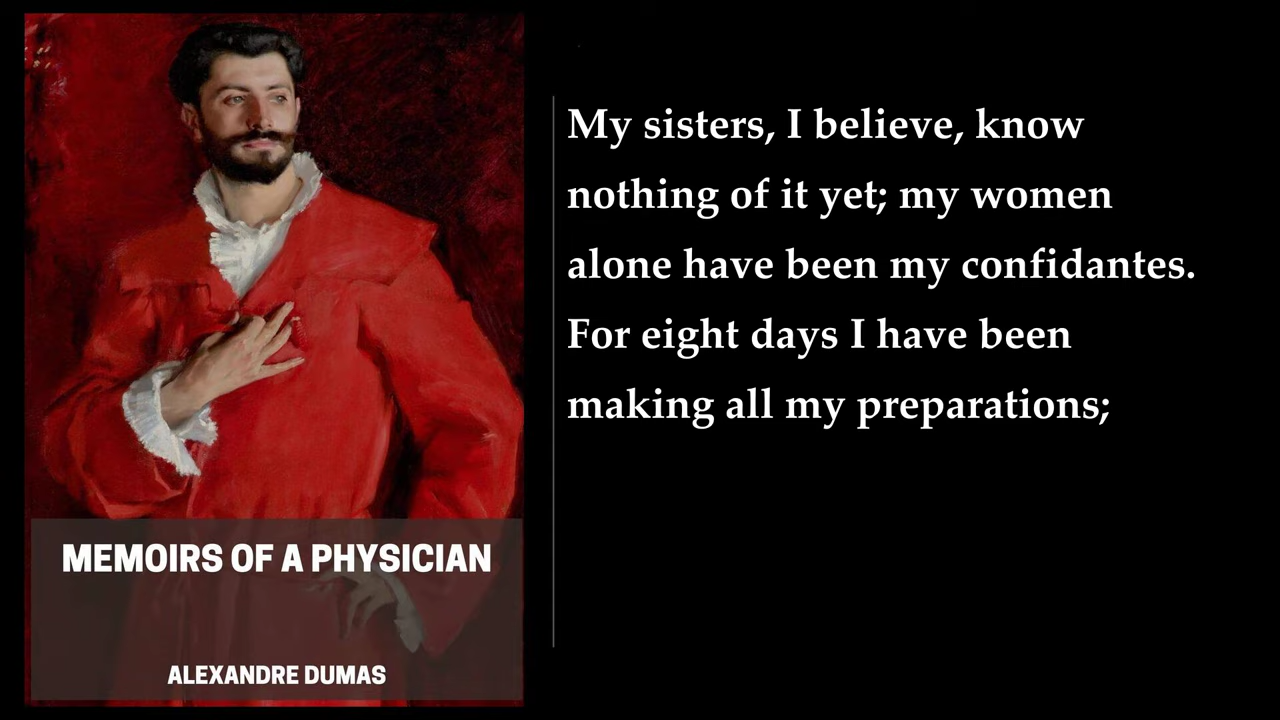 MEMOIRS OF A PHYSICIAN
ALEXANDRE DUMAS
My sisters, I believe, know
nothing of it yet; my women
alone have been my confidantes.
For eight days I have been
making all my preparations;